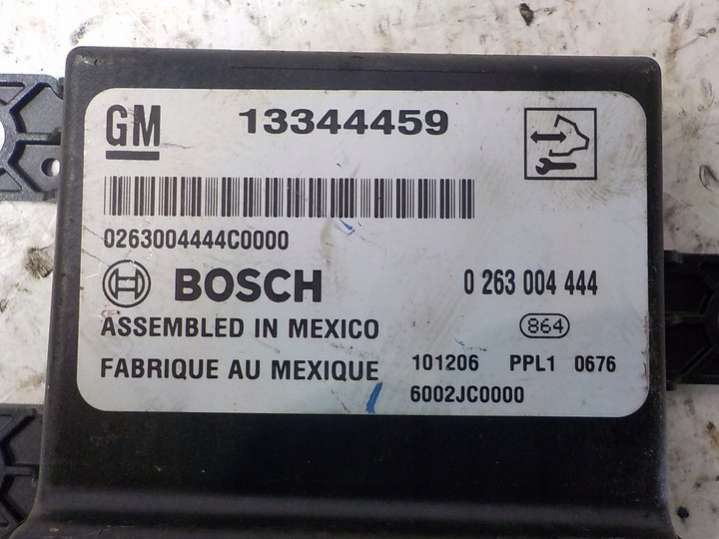 GM 13344459
0263004444C0000
BOSCH 0 263 004 444
ASSEMBLED IN MEXICO 864
FABRIQUE AU MEXIQUE 101206 PPL1 0676
6002JC0000